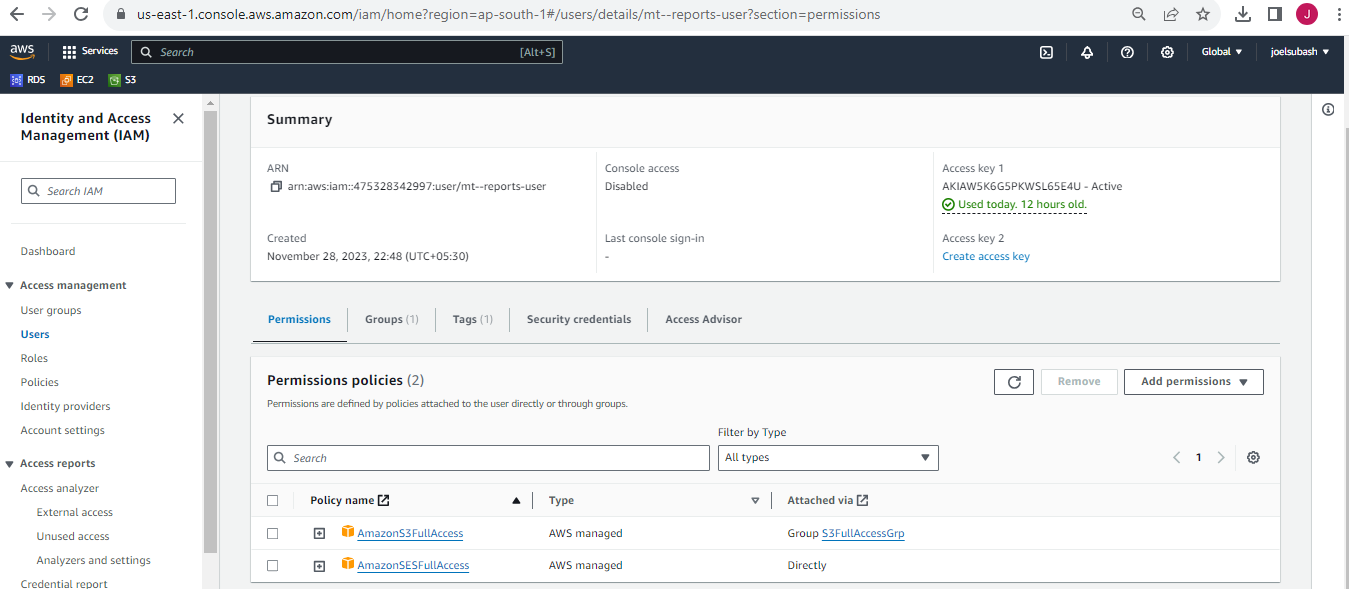 us-east-1.console.aws.amazon.com/iam/home?region=ap-south-1#/users/details/mt--reports-user?section=permissions
J
aws
Services
Search
[Alt+S]
Global
joelsubash
RDS
EC2
S3
Identity and Access
Management (IAM)
Search IAM
Dashboard
Access management
User groups
Users
Roles
Policies
Identity providers
Account settings
Access reports
Access analyzer
External access
Unused access
Analyzers and settings
Credential report
Summary
ARN
arn:aws:iam::475328342997:user/mt--reports-user
Console access
Disabled
Access key 1
AKIAW5K6G5PKWSL65E4U - Active
Used today. 12 hours old.
Created
November 28, 2023, 22:48 (UTC+05:30)
Last console sign-in
-
Access key 2
Create access key
Permissions
Groups (1)
Tags (1)
Security credentials
Access Advisor
Permissions policies (2)
Permissions are defined by policies attached to the user directly or through groups.
Remove
Add permissions
Filter by Type
Search
All types
1
Policy name
Type
Attached via
AmazonS3FullAccess
AWS managed
Group S3FullAccessGrp
AmazonSESFullAccess
AWS managed
Directly